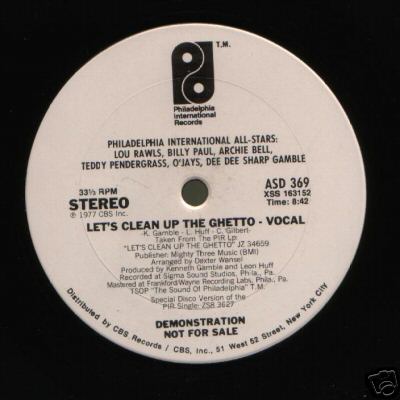 T.M.
Philadelphia
International
Records
PHILADELPHIA INTERNATIONAL ALL-STARS:
LOU RAWLS, BILLY PAUL, ARCHIE BELL,
TEDDY PENDERGRASS, O'JAYS, DEE DEE SHARP GAMBLE
33⅓ RPM
STEREO
℗ 1977 CBS Inc.
ASD 369
XSS 163152
Time: 8:42
LET'S CLEAN UP THE GHETTO - VOCAL
-K. Gamble - L. Huff - C. Gilbert-
Taken From The PIR Lp:
"LET'S CLEAN UP THE GHETTO" JZ 34659
Publisher: Mighty Three Music (BMI)
Arranged by Dexter Wansel
Produced by Kenneth Gamble and Leon Huff
Recorded at Sigma Sound Studios, Phila., Pa.
Mastered at Frankford/Wayne Recording Labs, Phila., Pa.
TSOP "The Sound Of Philadelphia" T.M.
Special Disco Version of the
PIR Single: ZS8 3627
DEMONSTRATION
NOT FOR SALE
Distributed by CBS Records / CBS, Inc., 51 West 52 Street, New York City